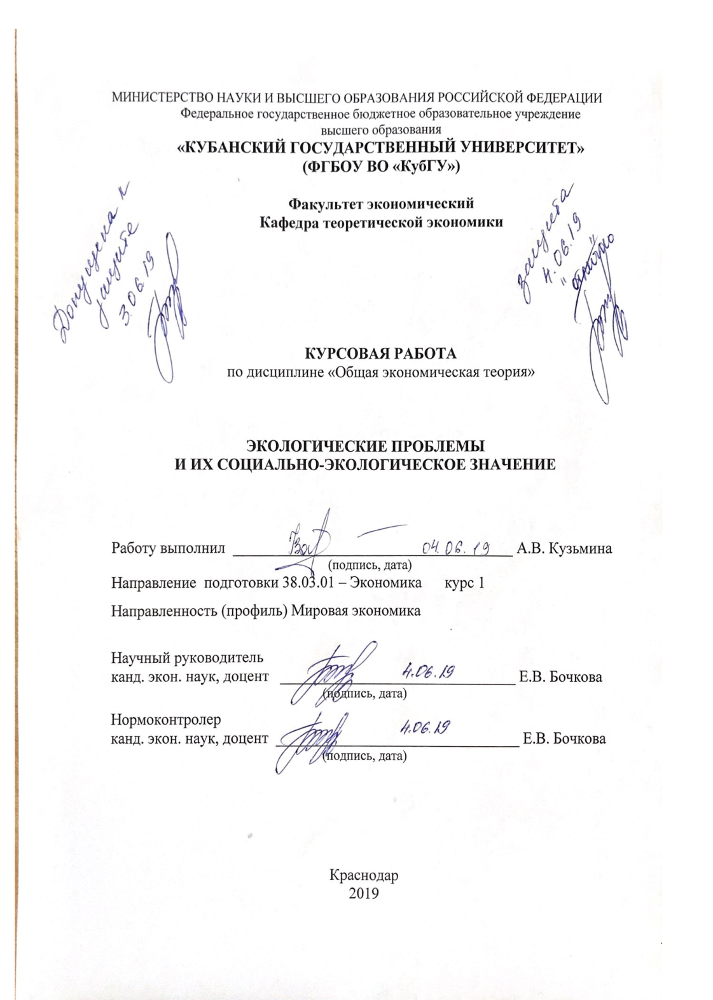 МИНИСТЕРСТВО НАУКИ И ВЫСШЕГО ОБРАЗОВАНИЯ РОССИЙСКОЙ ФЕДЕРАЦИИ
Федеральное государственное бюджетное образовательное учреждение
высшего образования
«КУБАНСКИЙ ГОСУДАРСТВЕННЫЙ УНИВЕРСИТЕТ»
(ФГБОУ ВО «КубГУ»)
Факультет экономический
Кафедра теоретической экономики
Допущена к
защите
3.06.19
защита
4.06.19
"отлично"
КУРСОВАЯ РАБОТА
по дисциплине «Общая экономическая теория»
ЭКОЛОГИЧЕСКИЕ ПРОБЛЕМЫ
И ИХ СОЦИАЛЬНО-ЭКОЛОГИЧЕСКОЕ ЗНАЧЕНИЕ
Работу выполнил 04.06.19 А.В. Кузьмина
(подпись, дата)
Направление подготовки 38.03.01 – Экономика курс 1
Направленность (профиль) Мировая экономика
Научный руководитель
канд. экон. наук, доцент 4.06.19 Е.В. Бочкова
(подпись, дата)
Нормоконтролер
канд. экон. наук, доцент 4.06.19 Е.В. Бочкова
(подпись, дата)
Краснодар
2019